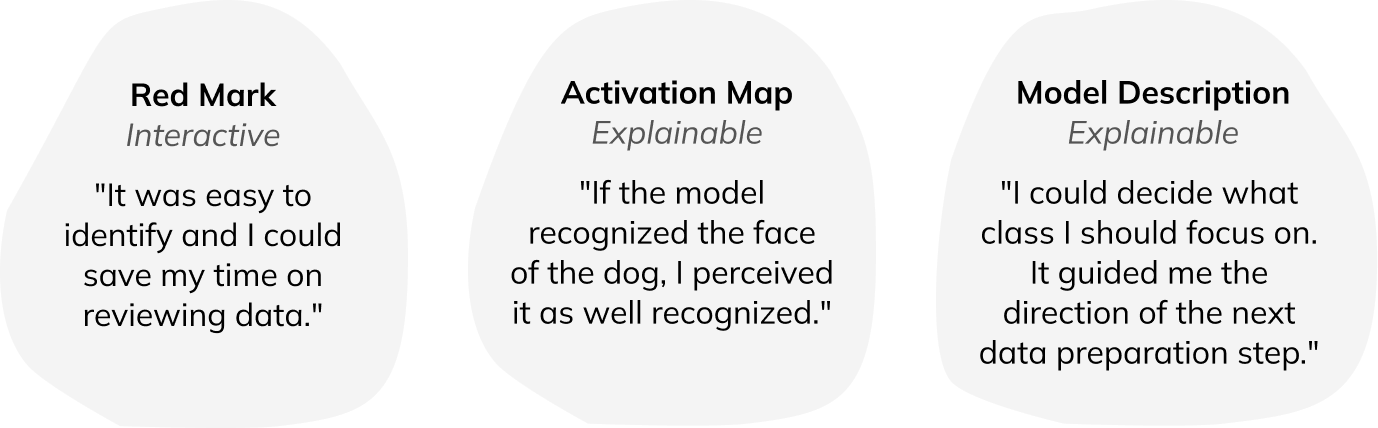 Red Mark
Interactive
"It was easy to
identify and I could
save my time on
reviewing data."
Activation Map
Explainable
"If the model
recognized the face
of the dog, I perceived
it as well recognized."
Model Description
Explainable
"I could decide what
class I should focus on.
It guided me the
direction of the next
data preparation step."